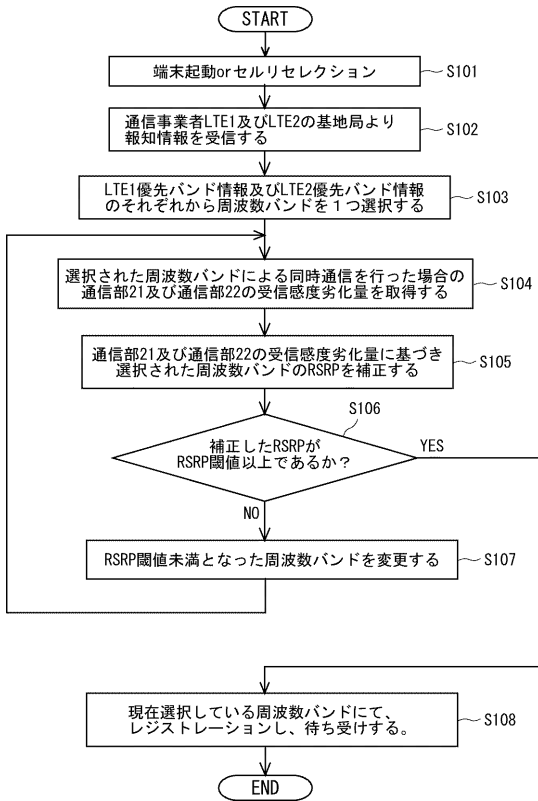 START
端末起動orセルリセレクション
S101
通信事業者LTE1及びLTE2の基地局より
報知情報を受信する
S102
LTE1優先バンド情報及びLTE2優先バンド情報
のそれぞれから周波数バンドを１つ選択する
S103
選択された周波数バンドによる同時通信を行った場合の
通信部21及び通信部22の受信感度劣化量を取得する
S104
通信部21及び通信部22の受信感度劣化量に基づき
選択された周波数バンドのRSRPを補正する
S105
S106
補正したRSRPが
RSRP閾値以上であるか？
YES
NO
RSRP閾値未満となった周波数バンドを変更する
S107
現在選択している周波数バンドにて、
レジストレーションし、待ち受けする。
S108
END